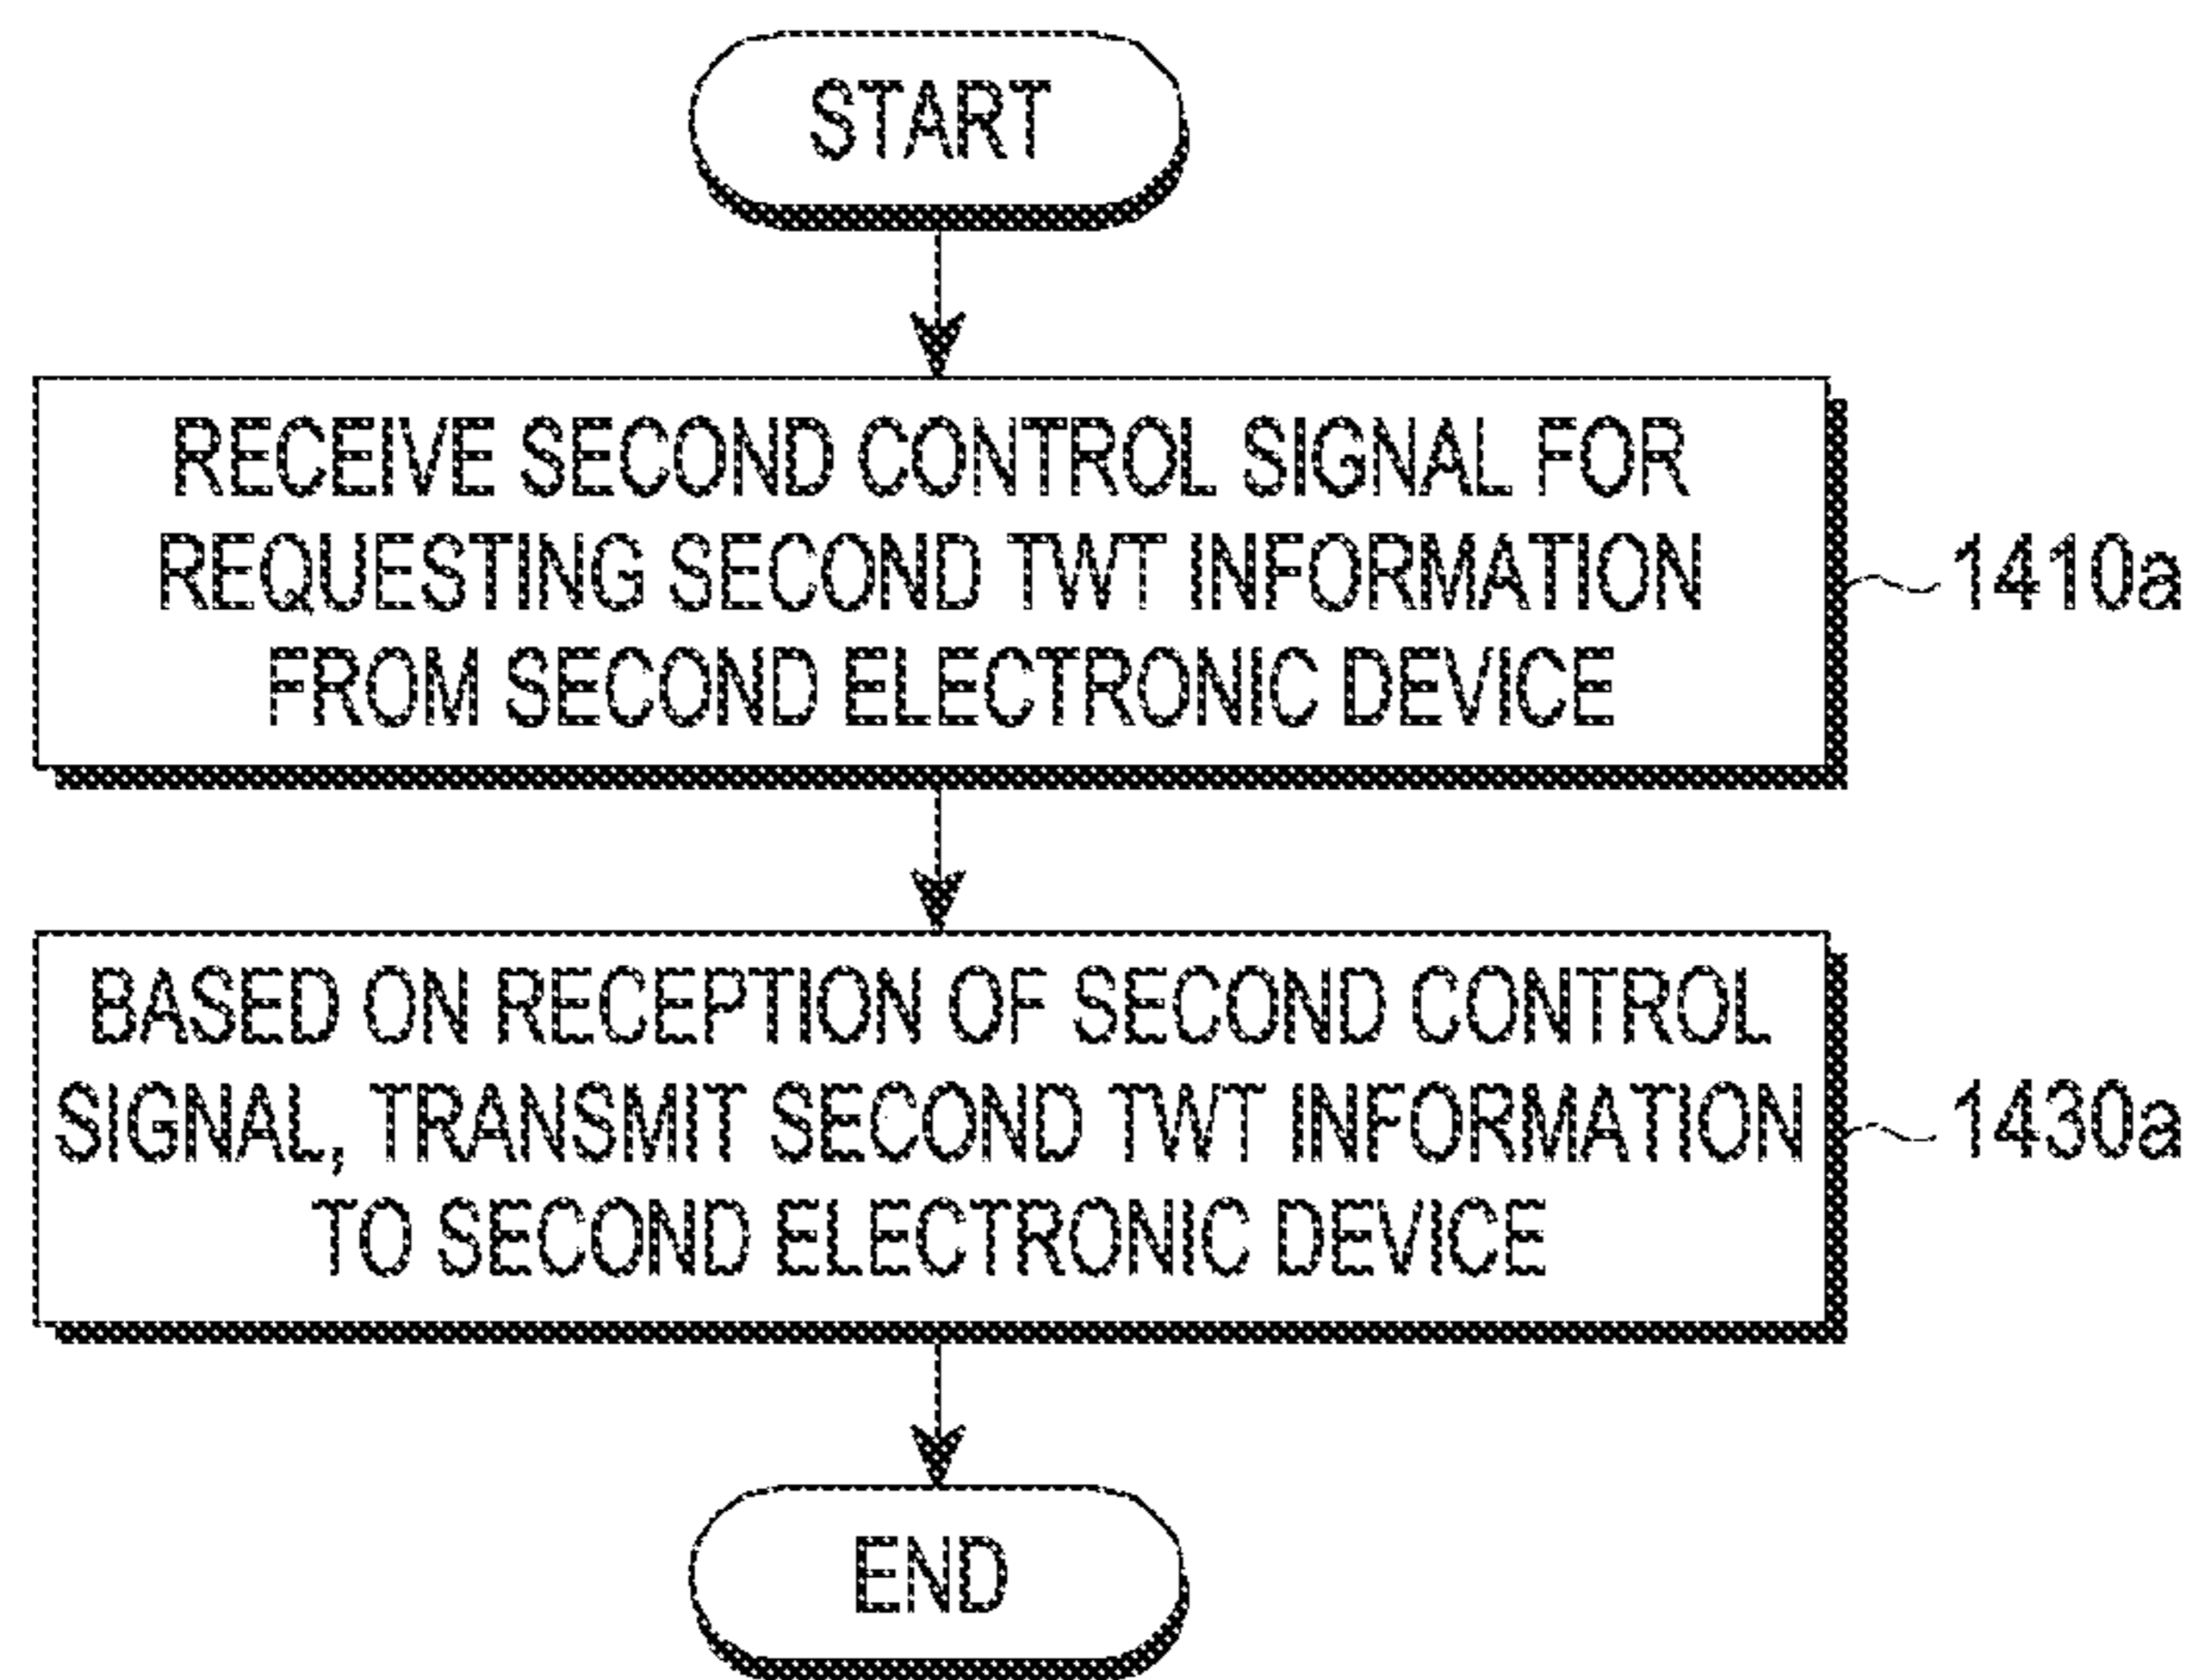 START
RECEIVE SECOND CONTROL SIGNAL FOR
REQUESTING SECOND TWT INFORMATION
FROM SECOND ELECTRONIC DEVICE
1410a
BASED ON RECEPTION OF SECOND CONTROL
SIGNAL, TRANSMIT SECOND TWT INFORMATION
TO SECOND ELECTRONIC DEVICE
1430a
END